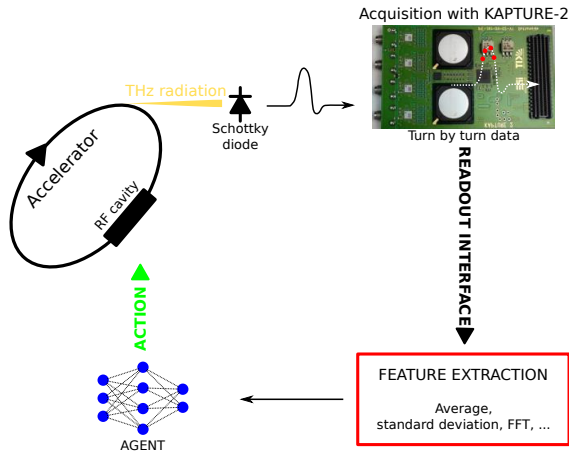 Acquisition with KAPTURE-2
THz radiation
Schottky
diode
Turn by turn data
Accelerator
RF cavity
READOUT INTERFACE
ACTION
FEATURE EXTRACTION
Average,
standard deviation, FFT, ...
AGENT